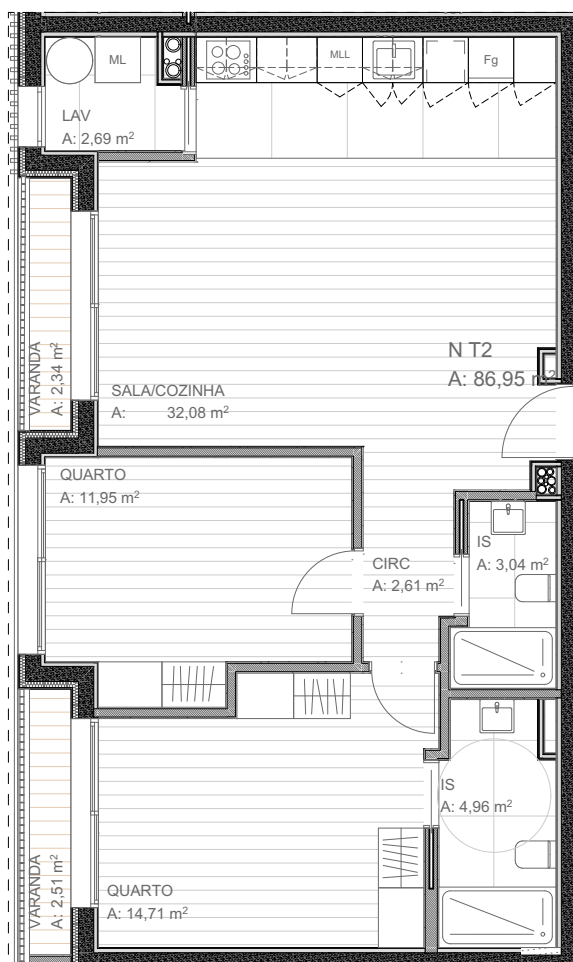 ML
MLL
Fg
LAV
A: 2,69 m²
VARANDA
A: 2,34 m²
N T2
A: 86,95 m²
SALA/COZINHA
A: 32,08 m²
QUARTO
A: 11,95 m²
IS
A: 3,04 m²
CIRC
A: 2,61 m²
IS
A: 4,96 m²
VARANDA
A: 2,51 m²
QUARTO
A: 14,71 m²